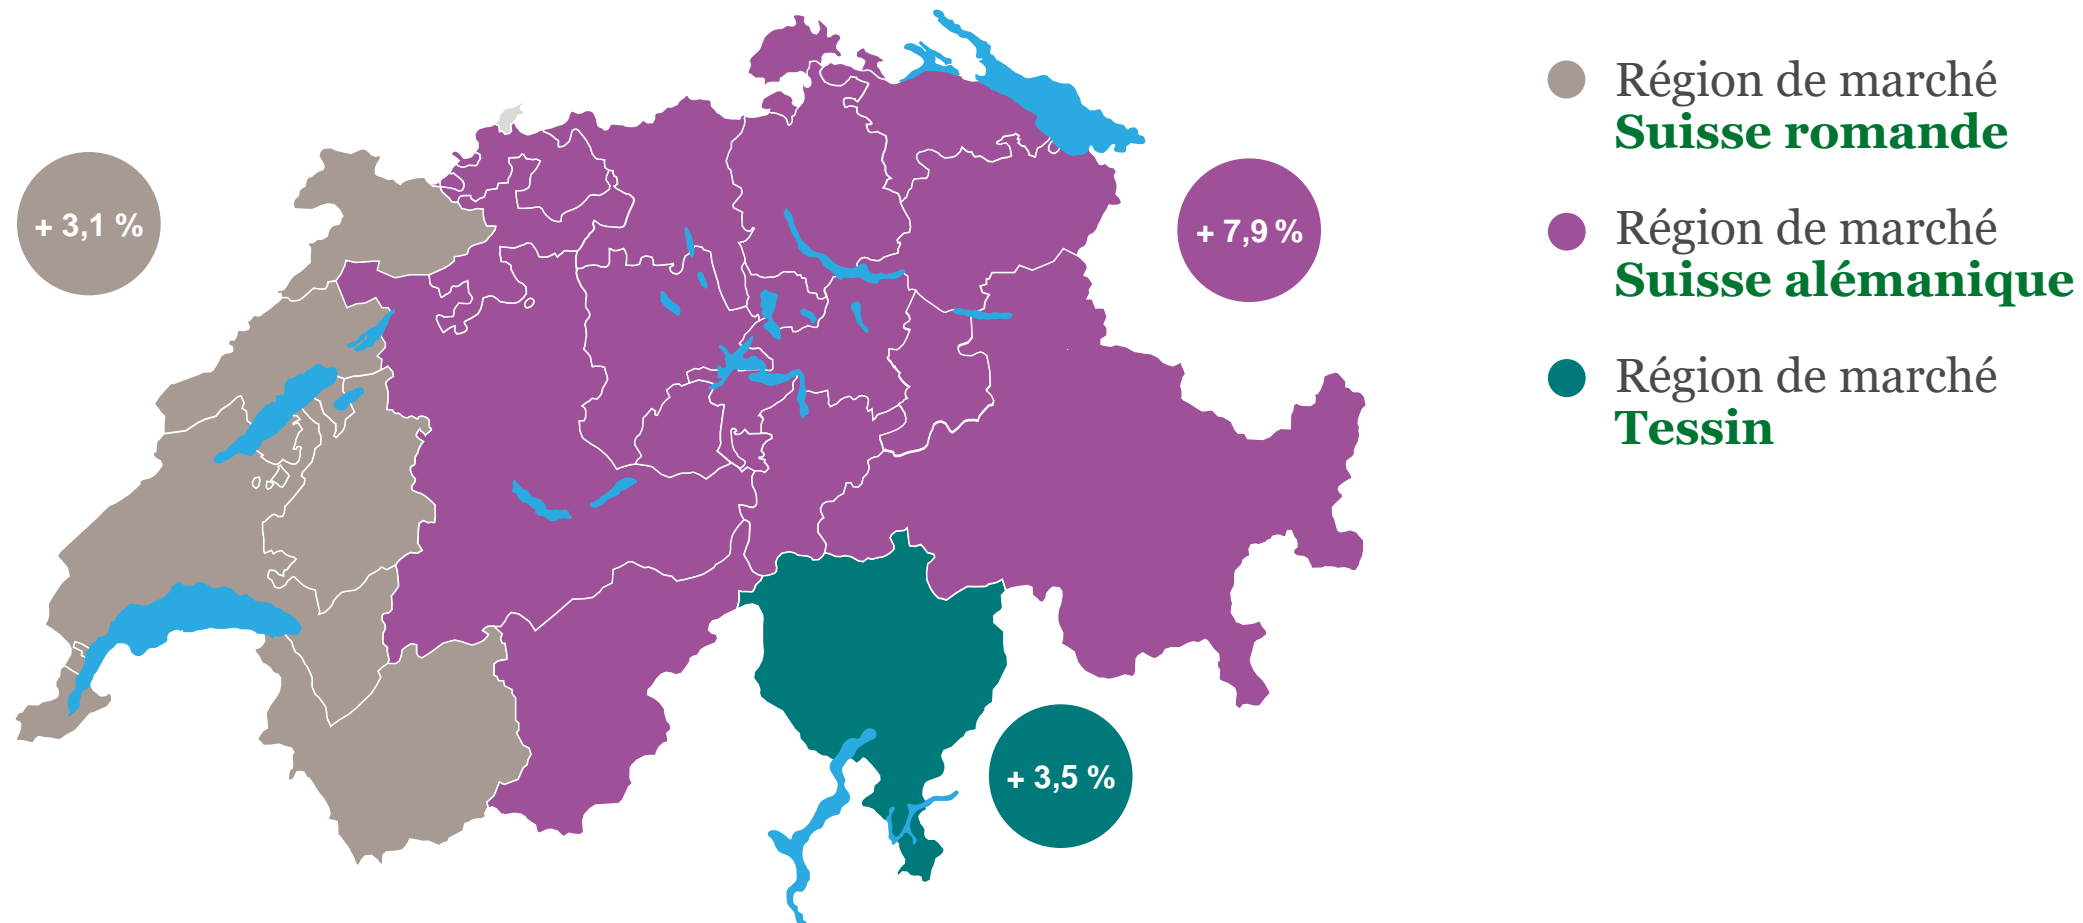 + 3,1 %
+ 7,9 %
+ 3,5 %
Région de marché
Suisse romande
Région de marché
Suisse alémanique
Région de marché
Tessin